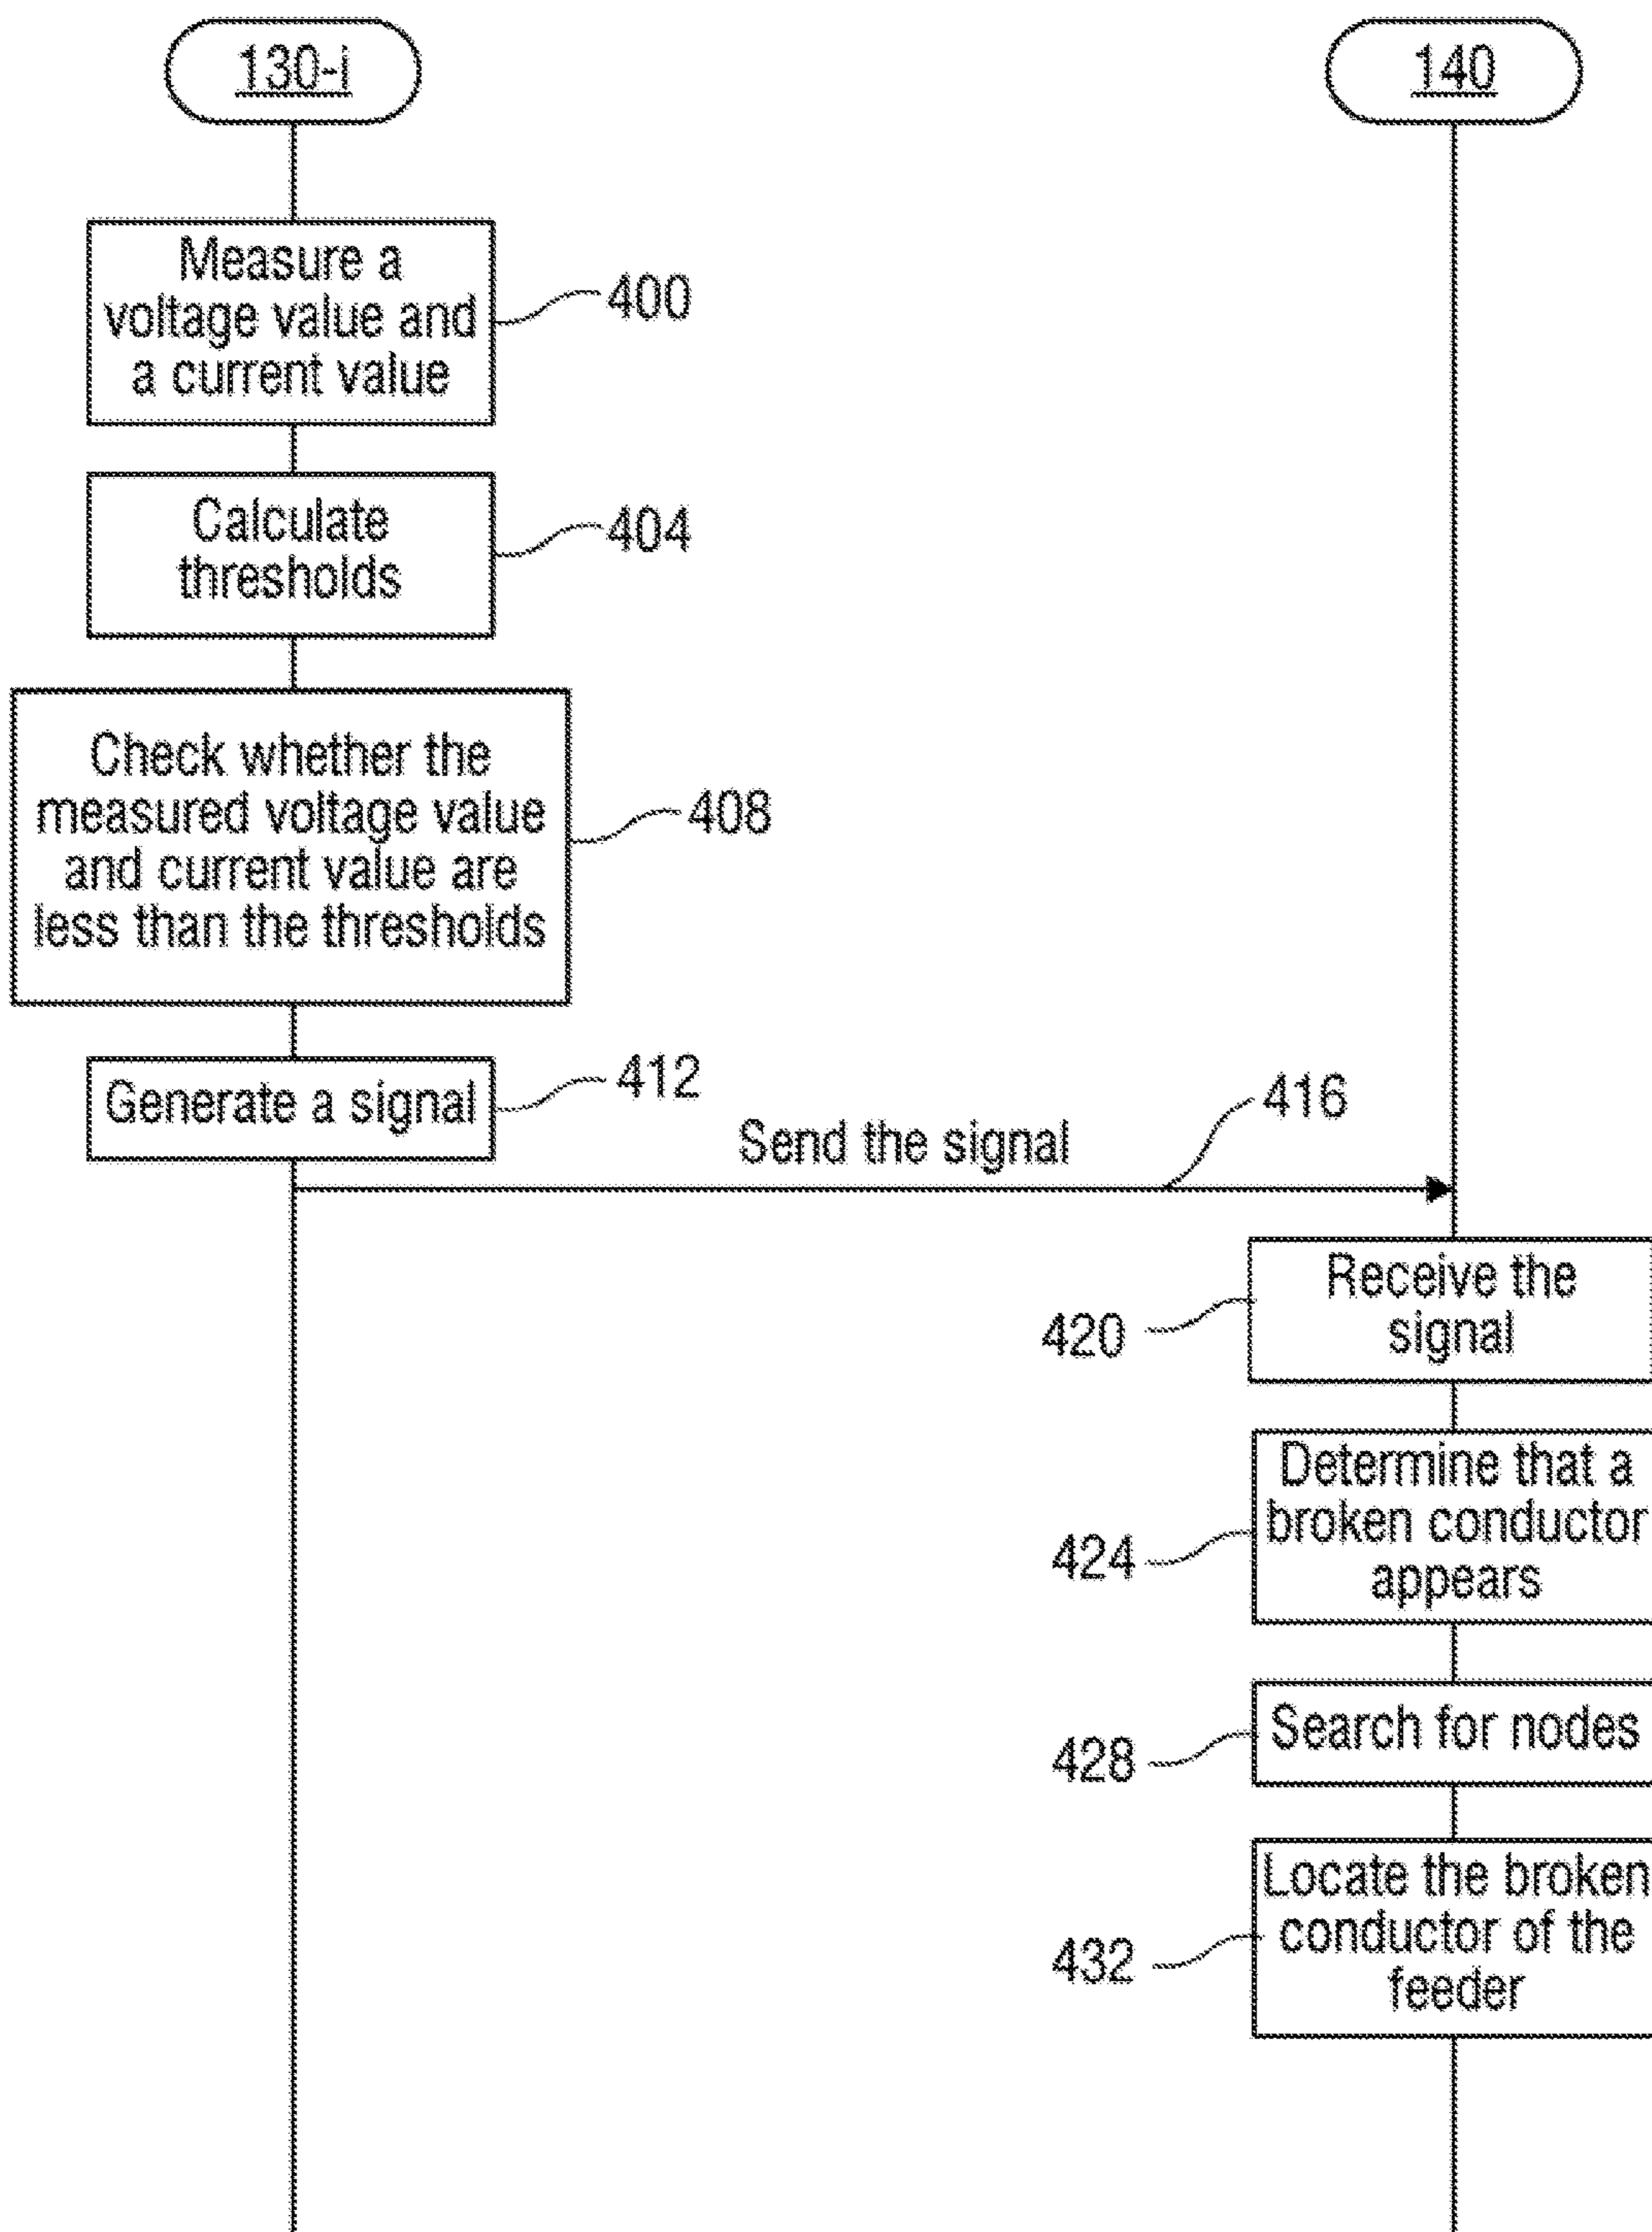 130-i
140
Measure a
voltage value and
a current value
400
Calculate
thresholds
404
Check whether the
measured voltage value
and current value are
less than the thresholds
408
Generate a signal
412
Send the signal
416
Receive the
signal
420
Determine that a
broken conductor
appears
424
Search for nodes
428
Locate the broken
conductor of the
feeder
432